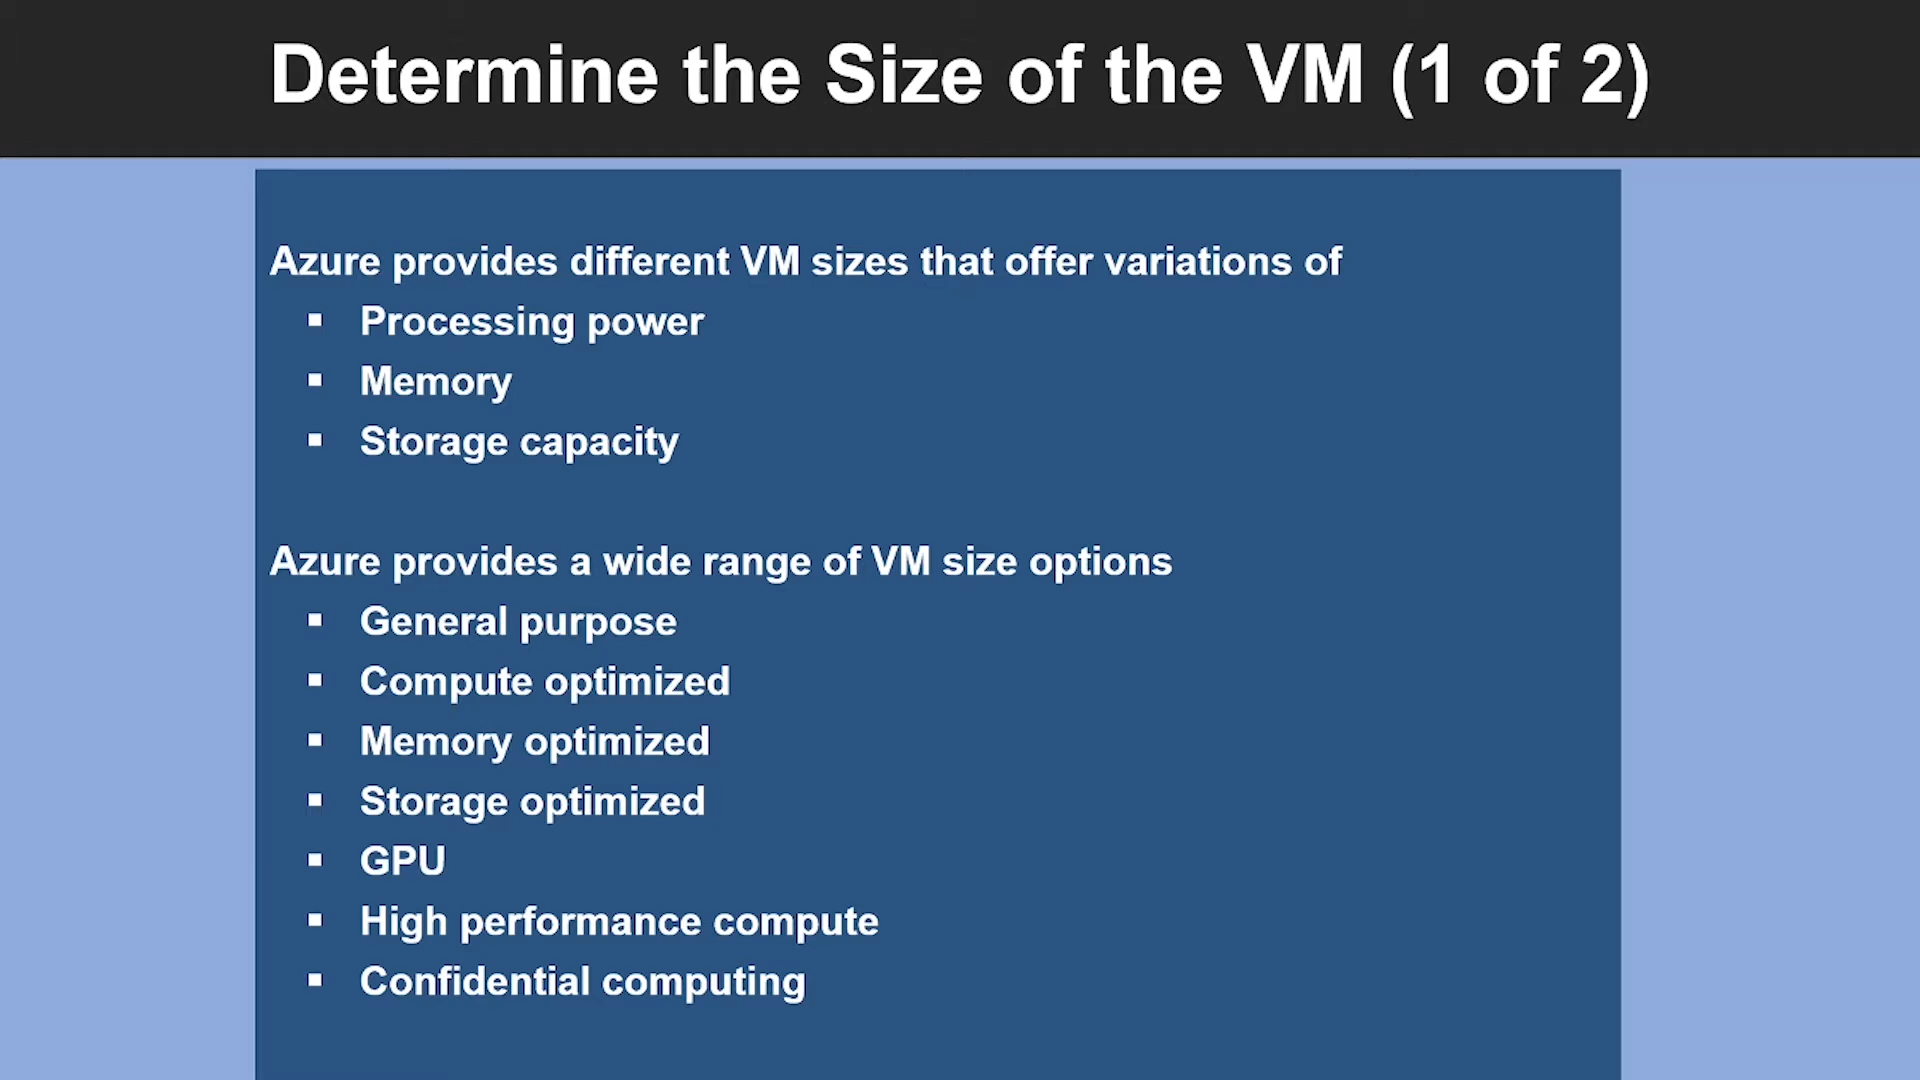 Determine the Size of the VM (1 of 2)
Azure provides different VM sizes that offer variations of
▪ Processing power
▪ Memory
▪ Storage capacity
Azure provides a wide range of VM size options
▪ General purpose
▪ Compute optimized
▪ Memory optimized
▪ Storage optimized
▪ GPU
▪ High performance compute
▪ Confidential computing